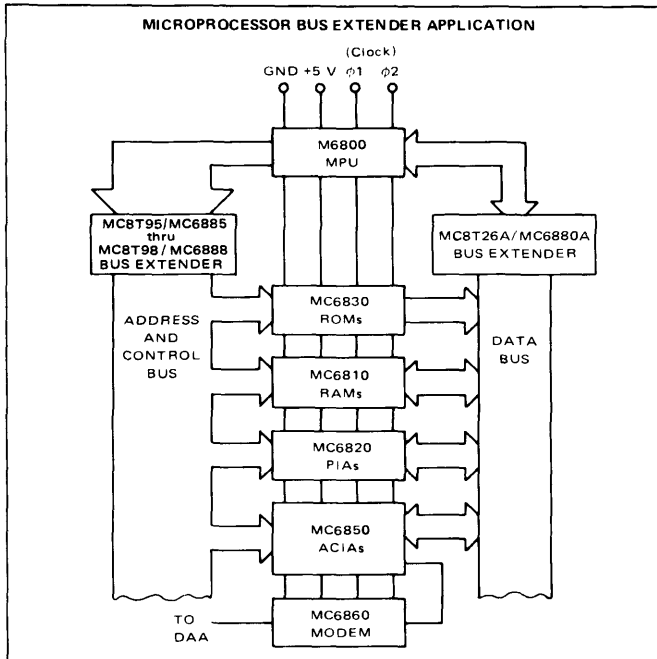 MICROPROCESSOR BUS EXTENDER APPLICATION
(Clock)
GND +5 V ϕ1 ϕ2
M6800
MPU
MC8T95/MC6885
thru
MC8T98/MC6888
BUS EXTENDER
MC8T26A/MC6880A
BUS EXTENDER
MC6830
ROMs
ADDRESS
AND
CONTROL
BUS
DATA
BUS
MC6810
RAMs
MC6820
PIAs
MC6850
ACIAs
MC6860
MODEM
TO
DAA